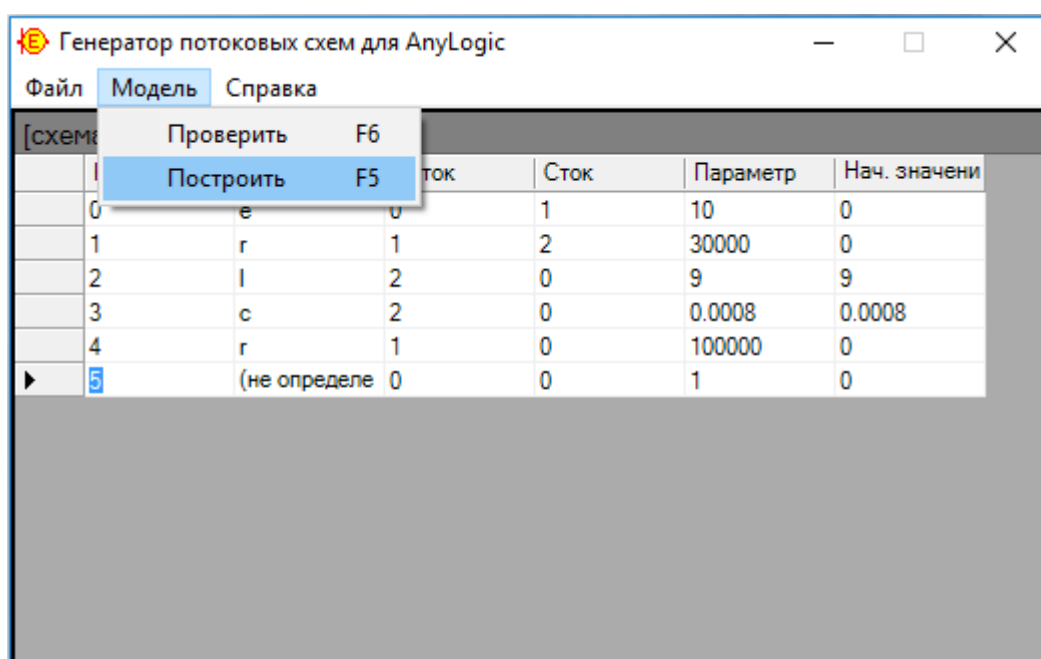 Генератор потоковых схем для AnyLogic
Файл Модель Справка
Проверить F6
Построить F5
ток Сток Параметр Нач. значени
0 e 0 1 10 0
1 r 1 2 30000 0
2 l 2 0 9 9
3 c 2 0 0.0008 0.0008
4 r 1 0 100000 0
5 (не определе 0 0 1 0